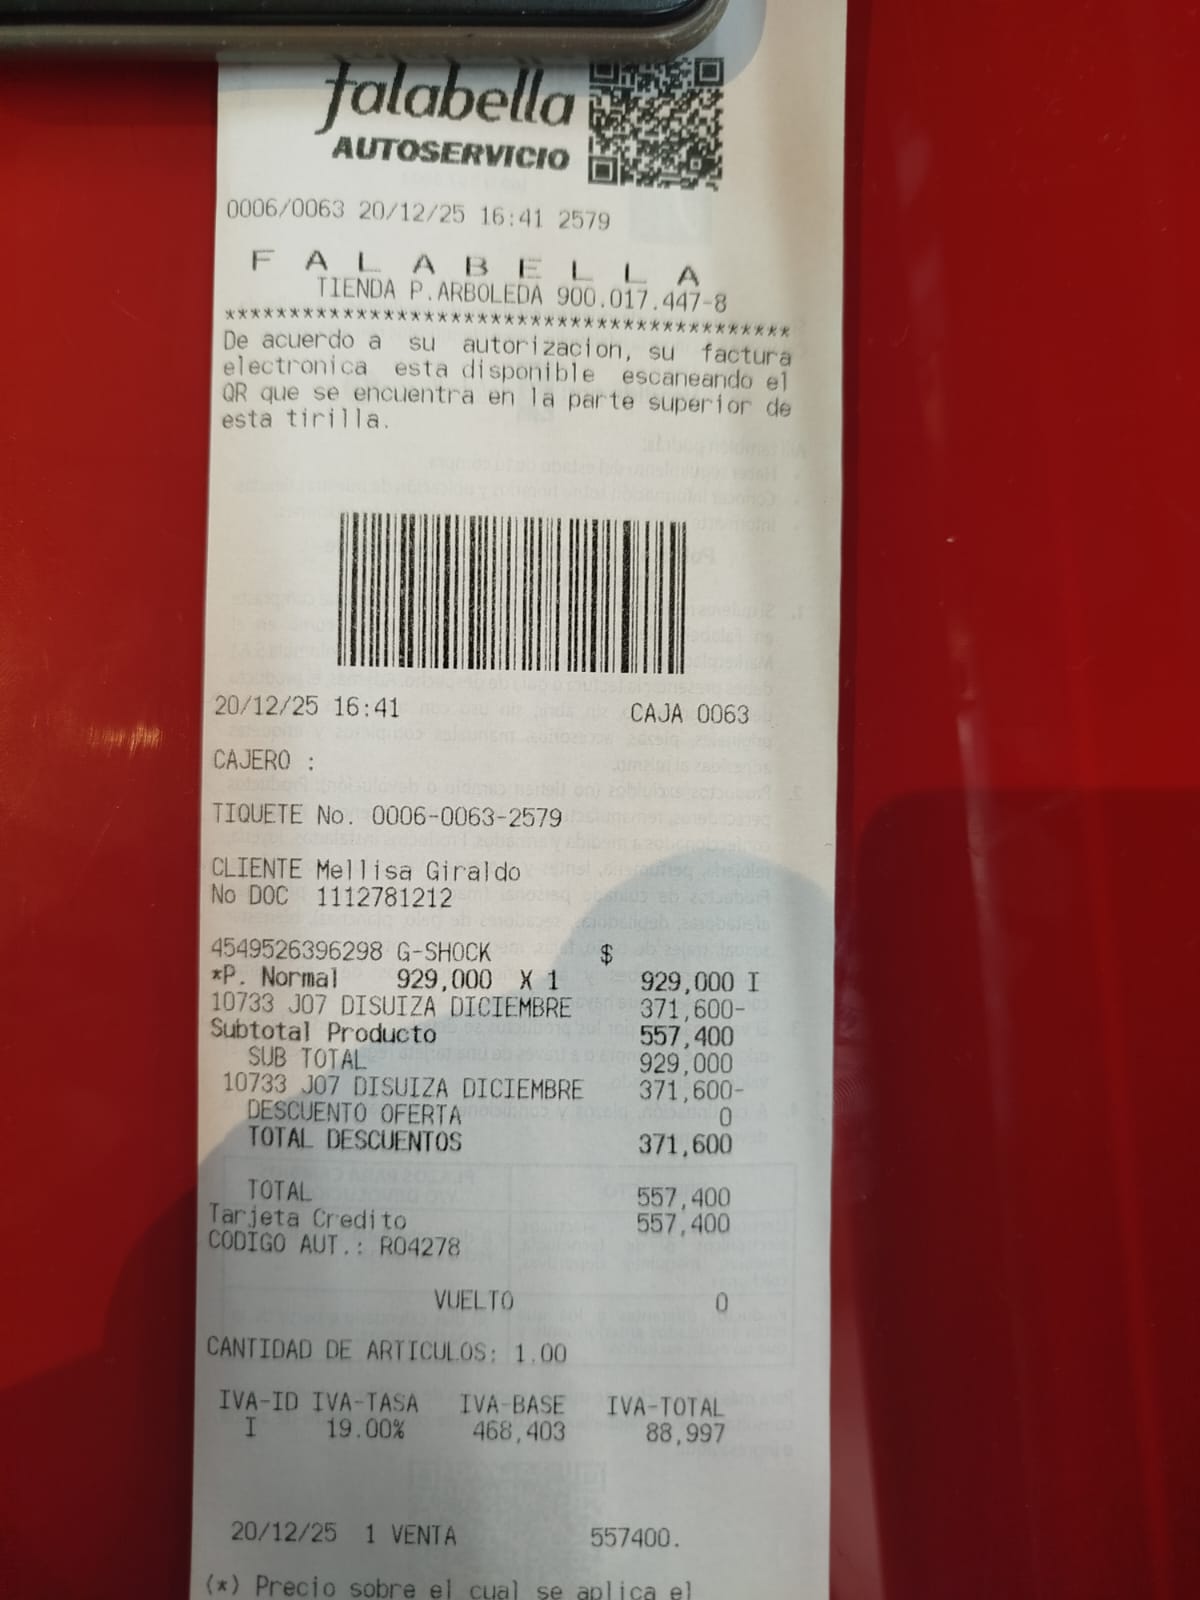 falabella
AUTOSERVICIO
0006/0063 20/12/25 16:41 2579
F A L A B E L L A
TIENDA P.ARBOLEDA 900.017.447-8
*******************************************
De acuerdo a su autorizacion, su factura
electronica esta disponible escaneando el
QR que se encuentra en la parte superior de
esta tirilla.
20/12/25 16:41 CAJA 0063
CAJERO :
TIQUETE No. 0006-0063-2579
CLIENTE Mellisa Giraldo
No DOC 1112781212
4549526396298 G-SHOCK $
*P. Normal 929,000 X 1 929,000 I
10733 J07 DISUIZA DICIEMBRE 371,600-
Subtotal Producto 557,400
SUB TOTAL 929,000
10733 J07 DISUIZA DICIEMBRE 371,600-
DESCUENTO OFERTA 0
TOTAL DESCUENTOS 371,600
TOTAL 557,400
Tarjeta Credito 557,400
CODIGO AUT.: R04278
VUELTO 0
CANTIDAD DE ARTICULOS: 1.00
IVA-ID IVA-TASA IVA-BASE IVA-TOTAL
I 19.00% 468,403 88,997
20/12/25 1 VENTA 557400.
(*) Precio sobre el cual se aplica el